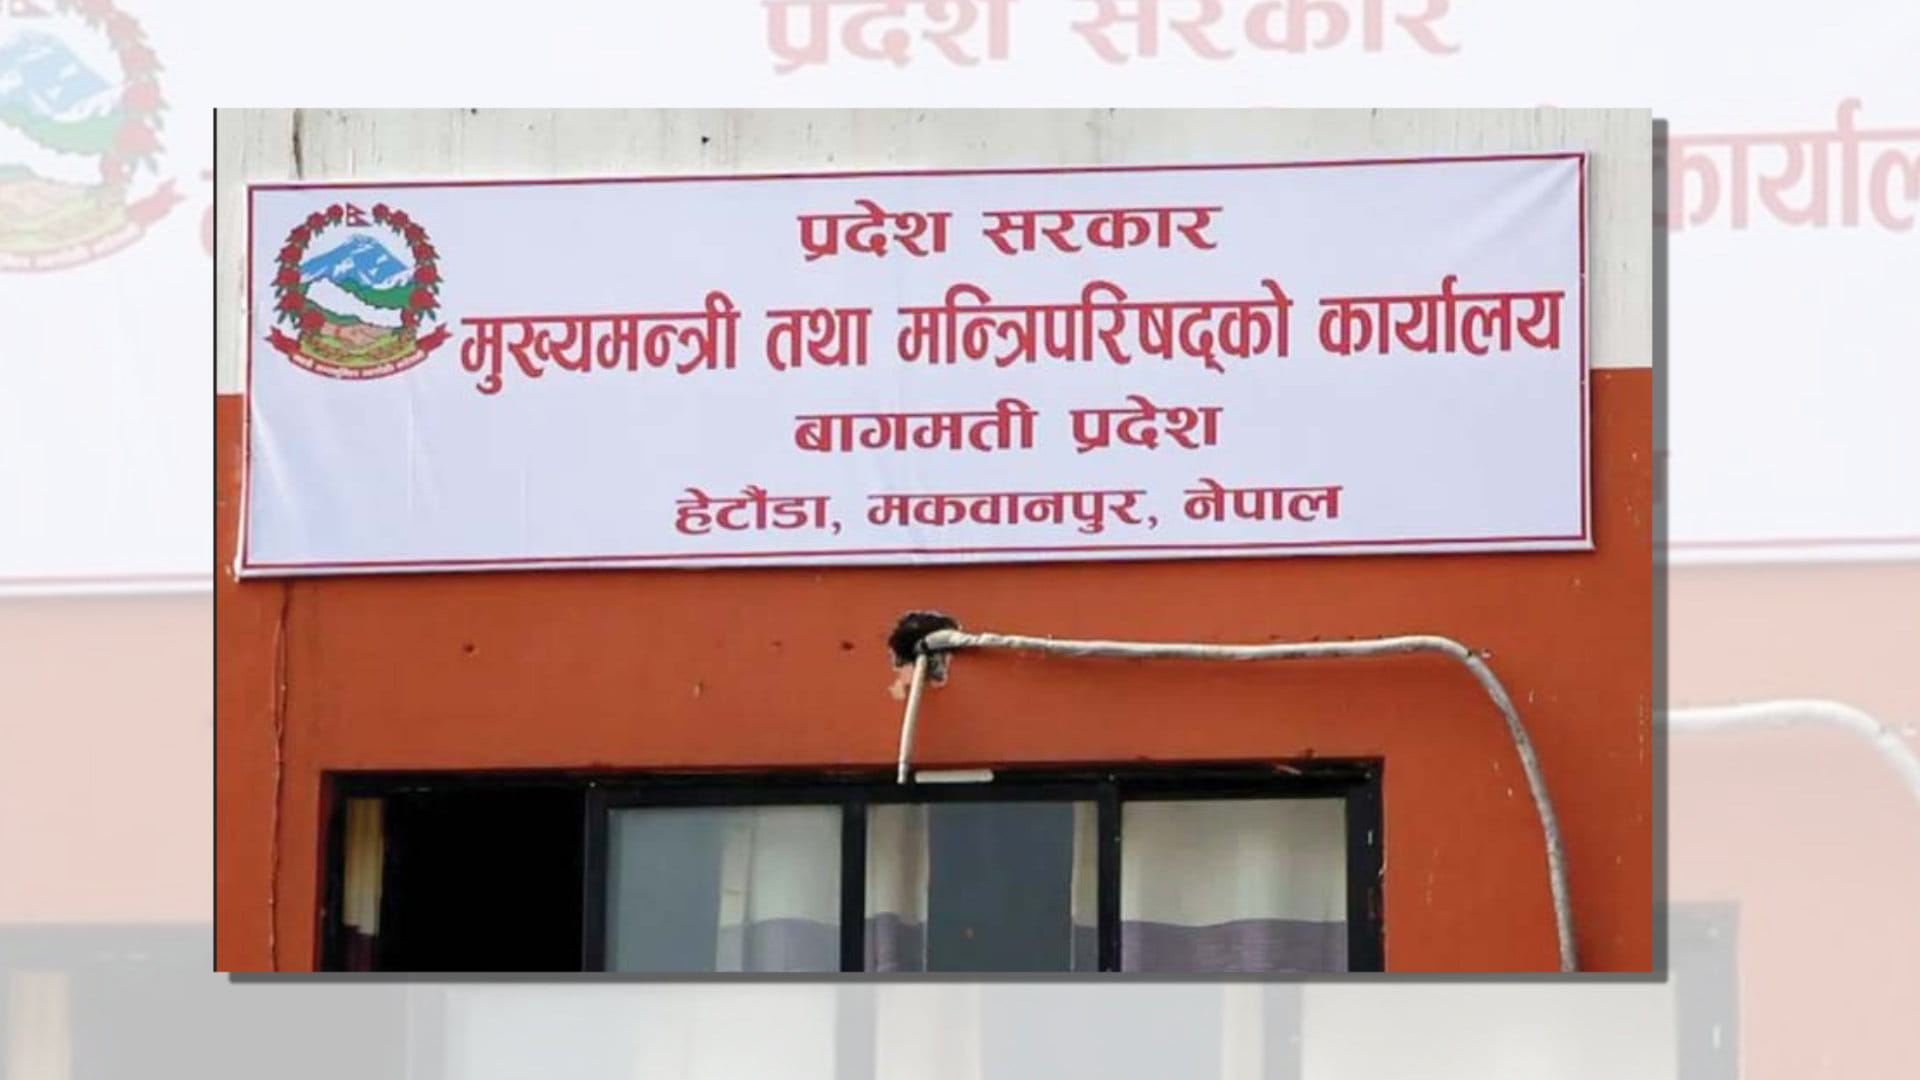 प्रदेश सरकार
मुख्यमन्त्री तथा मन्त्रिपरिषद्को कार्यालय
बागमती प्रदेश
हेटौंडा, मकवानपुर, नेपाल